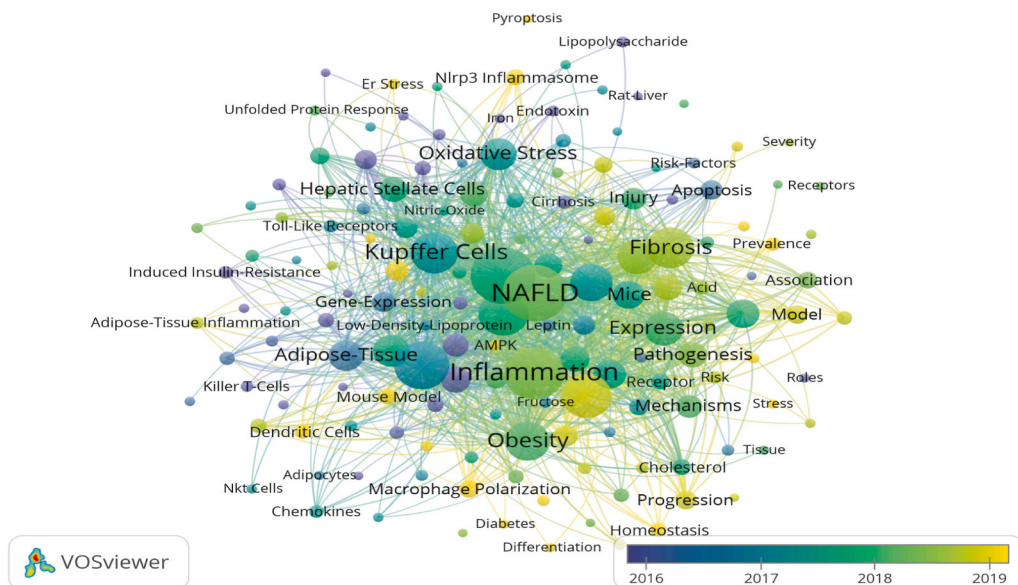 Pyroptosis
Lipopolysaccharide
Er Stress
Nlrp3 Inflammasome
Rat-Liver
Unfolded Protein Response
Iron
Endotoxin
Severity
Oxidative Stress
Risk-Factors
Hepatic Stellate Cells
Injury
Apoptosis
Receptors
Nitric-Oxide
Cirrhosis
Toll-Like Receptors
Kupffer Cells
Fibrosis
Prevalence
Induced Insulin-Resistance
NAFLD
Mice
Acid
Association
Gene-Expression
Adipose-Tissue Inflammation
Low-Density-Lipoprotein
Leptin
Expression
Model
AMPK
Adipose-Tissue
Pathogenesis
Inflammation
Killer T-Cells
Receptor
Risk
Roles
Mouse Model
Fructose
Mechanisms
Stress
Dendritic Cells
Obesity
Tissue
Adipocytes
Cholesterol
Nkt Cells
Macrophage Polarization
Progression
Chemokines
Diabetes
Homeostasis
Differentiation
VOSviewer
2016
2017
2018
2019